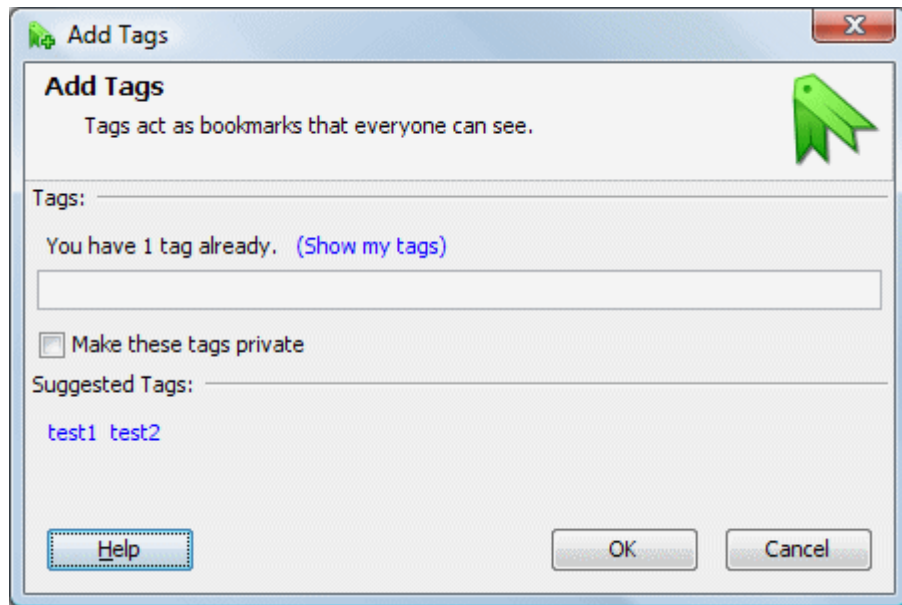 Add Tags
Add Tags
Tags act as bookmarks that everyone can see.
Tags:
You have 1 tag already. (Show my tags)
Make these tags private
Suggested Tags:
test1 test2
Help OK Cancel